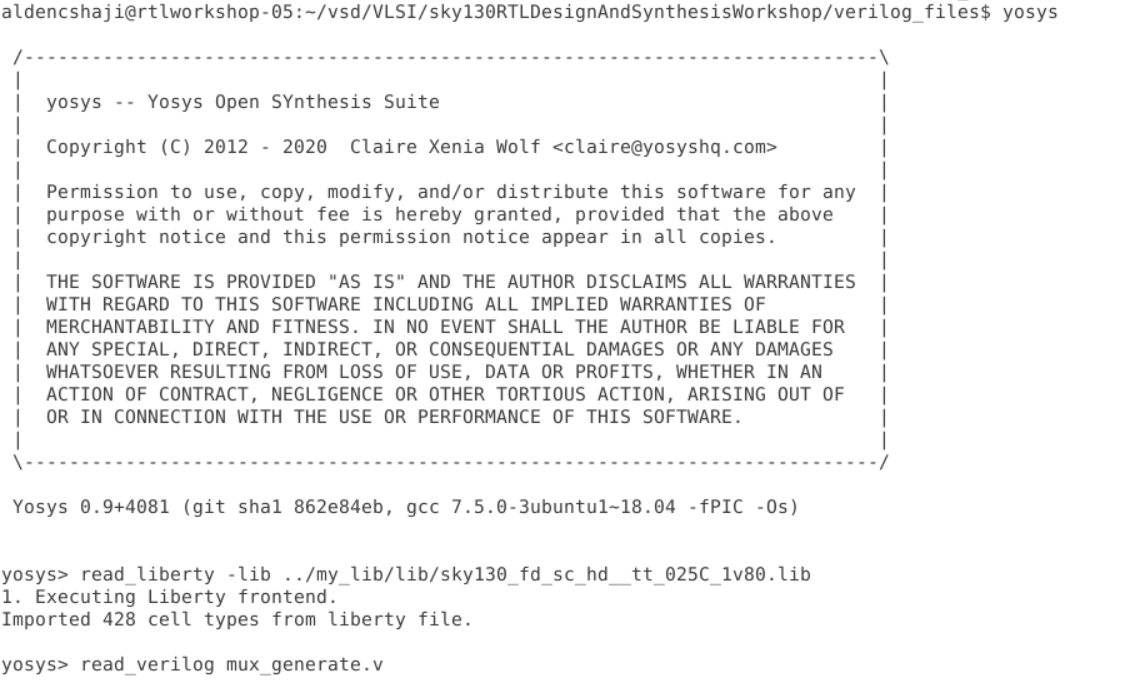 aldencshaji@rtlworkshop-05:~/vsd/VLSI/sky130RTLDesignAndSynthesisWorkshop/verilog_files$ yosys
/----------------------------------------------------------------------------\
|                                                                            |
|  yosys -- Yosys Open SYnthesis Suite                                       |
|                                                                            |
|  Copyright (C) 2012 - 2020  Claire Xenia Wolf <claire@yosyshq.com>         |
|                                                                            |
|  Permission to use, copy, modify, and/or distribute this software for any  |
|  purpose with or without fee is hereby granted, provided that the above    |
|  copyright notice and this permission notice appear in all copies.         |
|                                                                            |
|  THE SOFTWARE IS PROVIDED "AS IS" AND THE AUTHOR DISCLAIMS ALL WARRANTIES  |
|  WITH REGARD TO THIS SOFTWARE INCLUDING ALL IMPLIED WARRANTIES OF          |
|  MERCHANTABILITY AND FITNESS. IN NO EVENT SHALL THE AUTHOR BE LIABLE FOR   |
|  ANY SPECIAL, DIRECT, INDIRECT, OR CONSEQUENTIAL DAMAGES OR ANY DAMAGES    |
|  WHATSOEVER RESULTING FROM LOSS OF USE, DATA OR PROFITS, WHETHER IN AN     |
|  ACTION OF CONTRACT, NEGLIGENCE OR OTHER TORTIOUS ACTION, ARISING OUT OF   |
|  OR IN CONNECTION WITH THE USE OR PERFORMANCE OF THIS SOFTWARE.            |
|                                                                            |
\----------------------------------------------------------------------------/
Yosys 0.9+4081 (git sha1 862e84eb, gcc 7.5.0-3ubuntu1~18.04 -fPIC -Os)
yosys> read_liberty -lib ../my_lib/lib/sky130_fd_sc_hd__tt_025C_1v80.lib
1. Executing Liberty frontend.
Imported 428 cell types from liberty file.
yosys> read_verilog mux_generate.v